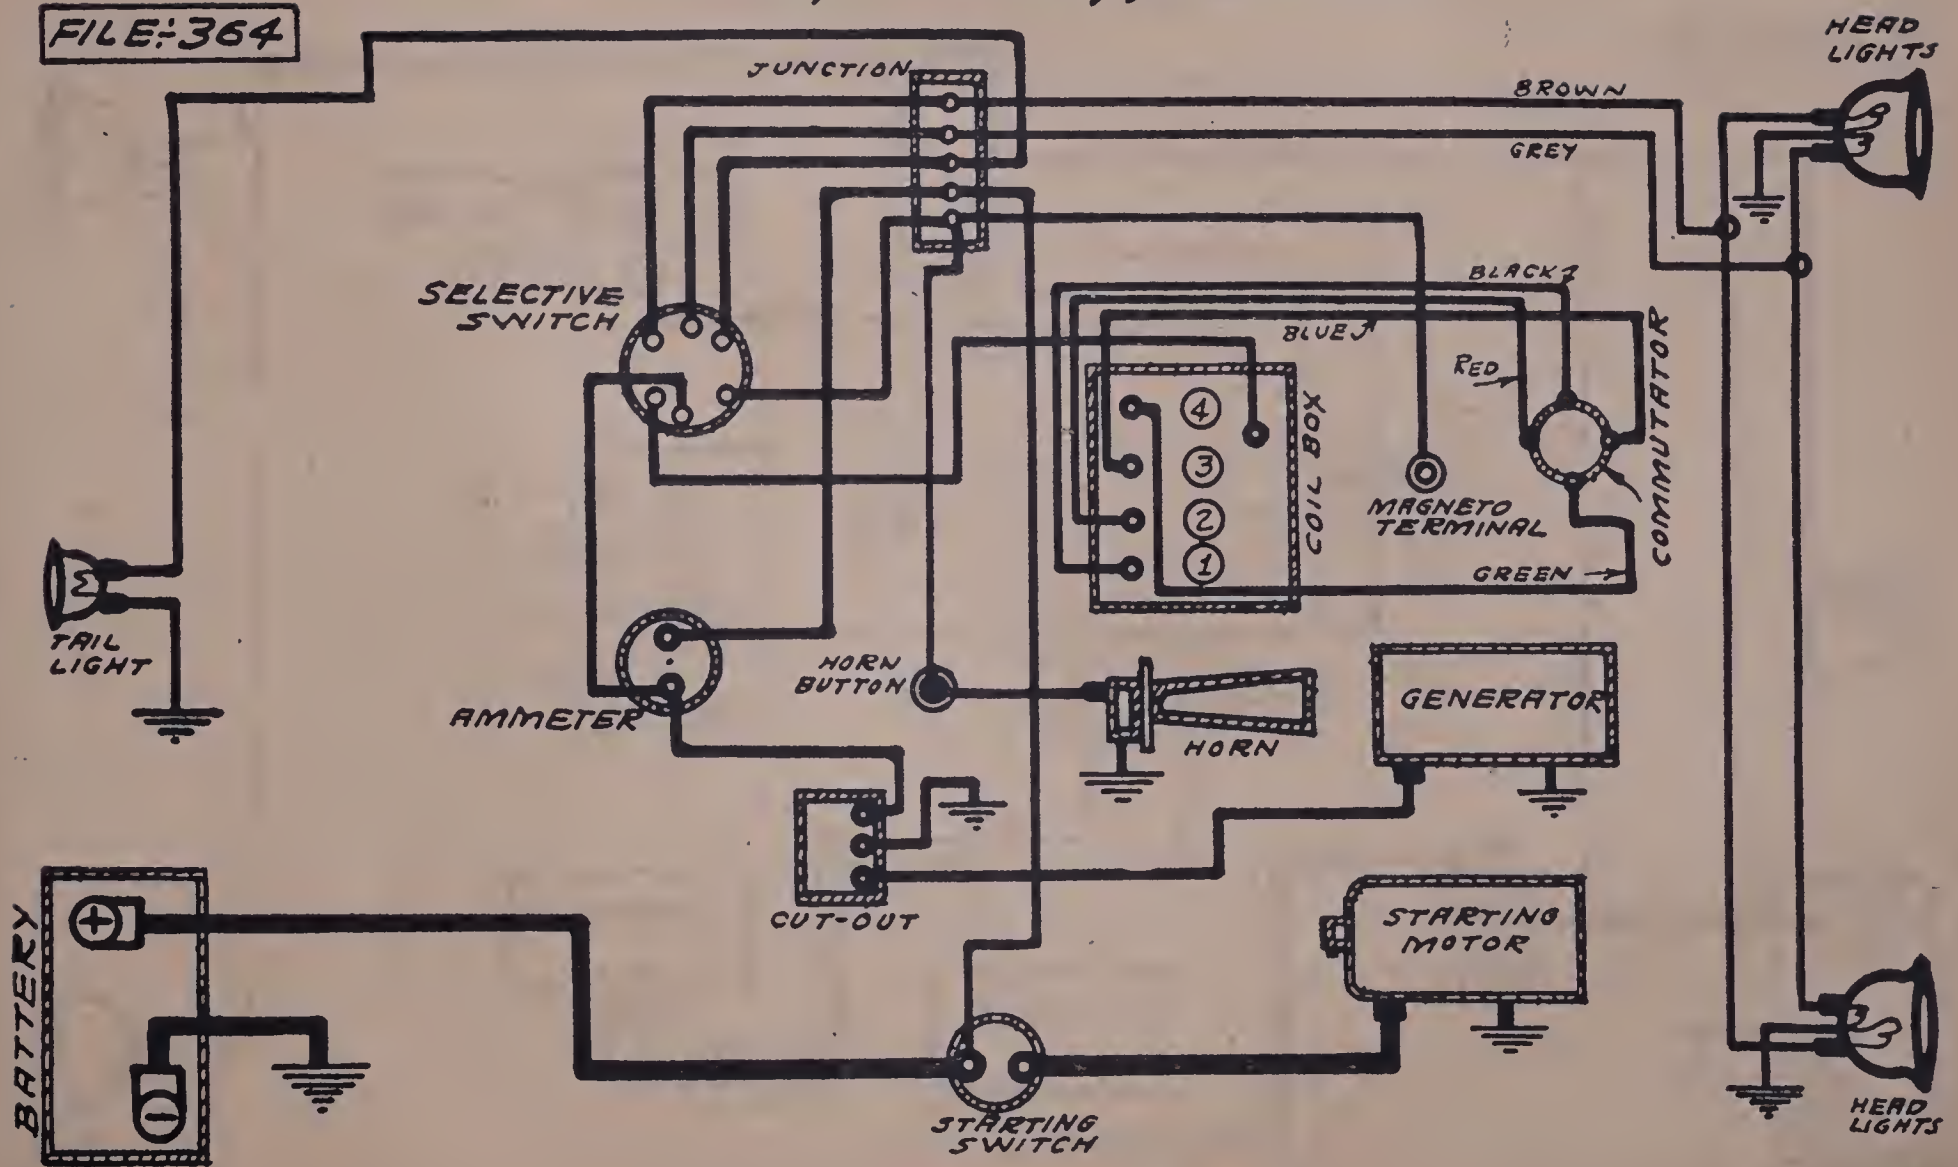 FILE:-364
HEAD
LIGHTS
JUNCTION
BROWN
GREY
SELECTIVE
SWITCH
BLACK
BLUE
RED
COMMUTATOR
4
3
2
1
COIL BOX
MAGNETO
TERMINAL
GREEN
TAIL
LIGHT
HORN
BUTTON
AMMETER
HORN
GENERATOR
CUT-OUT
STARTING
MOTOR
BATTERY
+
−
STARTING
SWITCH
HEAD
LIGHTS